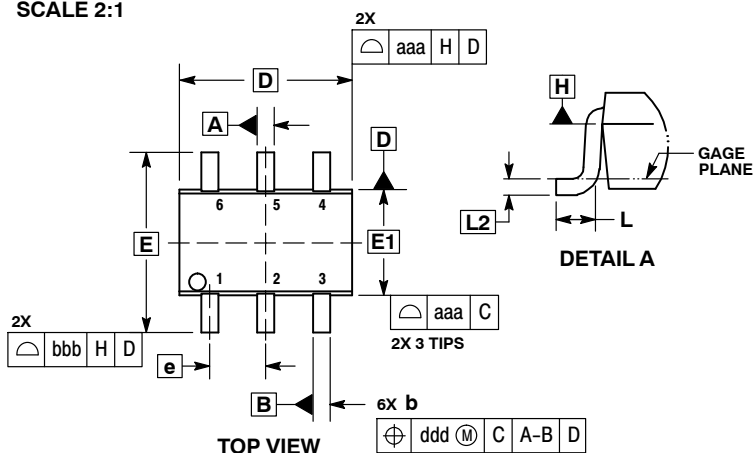 SCALE 2:1
2X
⌓ aaa H D
D
A
D
H
GAGE
PLANE
6 5 4
L2
L
E
E1
DETAIL A
1 2 3
2X
⌓ bbb H D
⌓ aaa C
2X 3 TIPS
e
B
6X b
⌖ ddd Ⓜ C A-B D
TOP VIEW